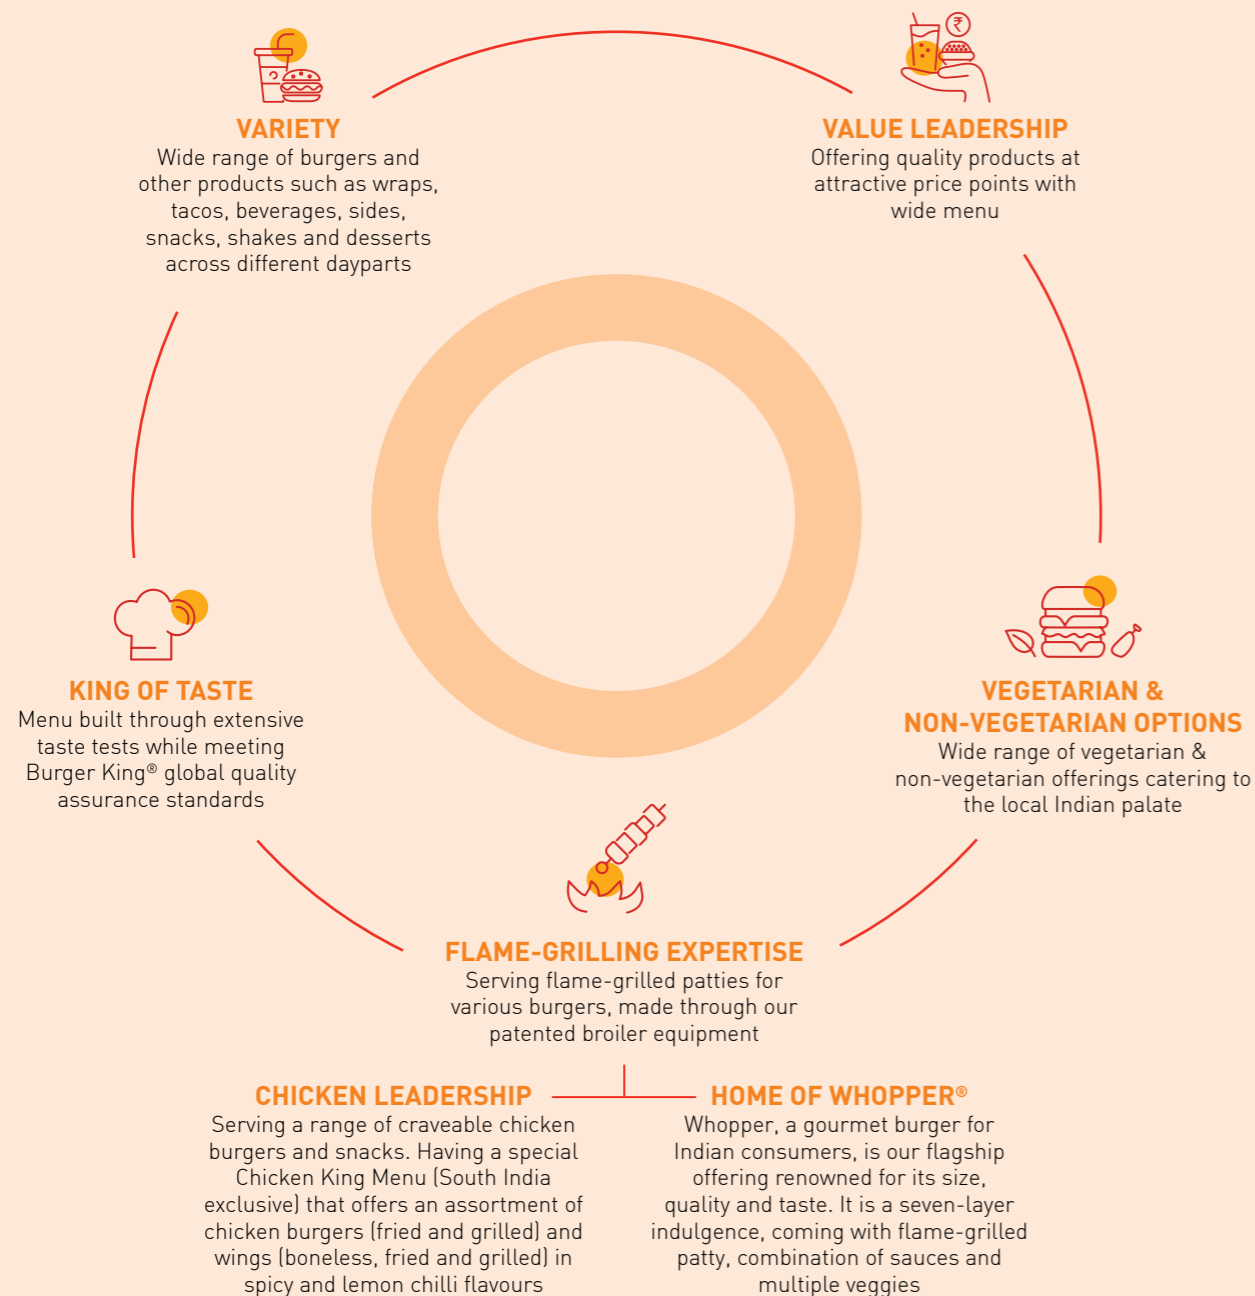 VARIETY
Wide range of burgers and
other products such as wraps,
tacos, beverages, sides,
snacks, shakes and desserts
across different dayparts
₹
VALUE LEADERSHIP
Offering quality products at
attractive price points with
wide menu
KING OF TASTE
Menu built through extensive
taste tests while meeting
Burger King® global quality
assurance standards
VEGETARIAN &
NON-VEGETARIAN OPTIONS
Wide range of vegetarian &
non-vegetarian offerings catering to
the local Indian palate
FLAME-GRILLING EXPERTISE
Serving flame-grilled patties for
various burgers, made through our
patented broiler equipment
CHICKEN LEADERSHIP
Serving a range of craveable chicken
burgers and snacks. Having a special
Chicken King Menu (South India
exclusive) that offers an assortment of
chicken burgers (fried and grilled) and
wings (boneless, fried and grilled) in
spicy and lemon chilli flavours
HOME OF WHOPPER®
Whopper, a gourmet burger for
Indian consumers, is our flagship
offering renowned for its size,
quality and taste. It is a seven-layer
indulgence, coming with flame-grilled
patty, combination of sauces and
multiple veggies